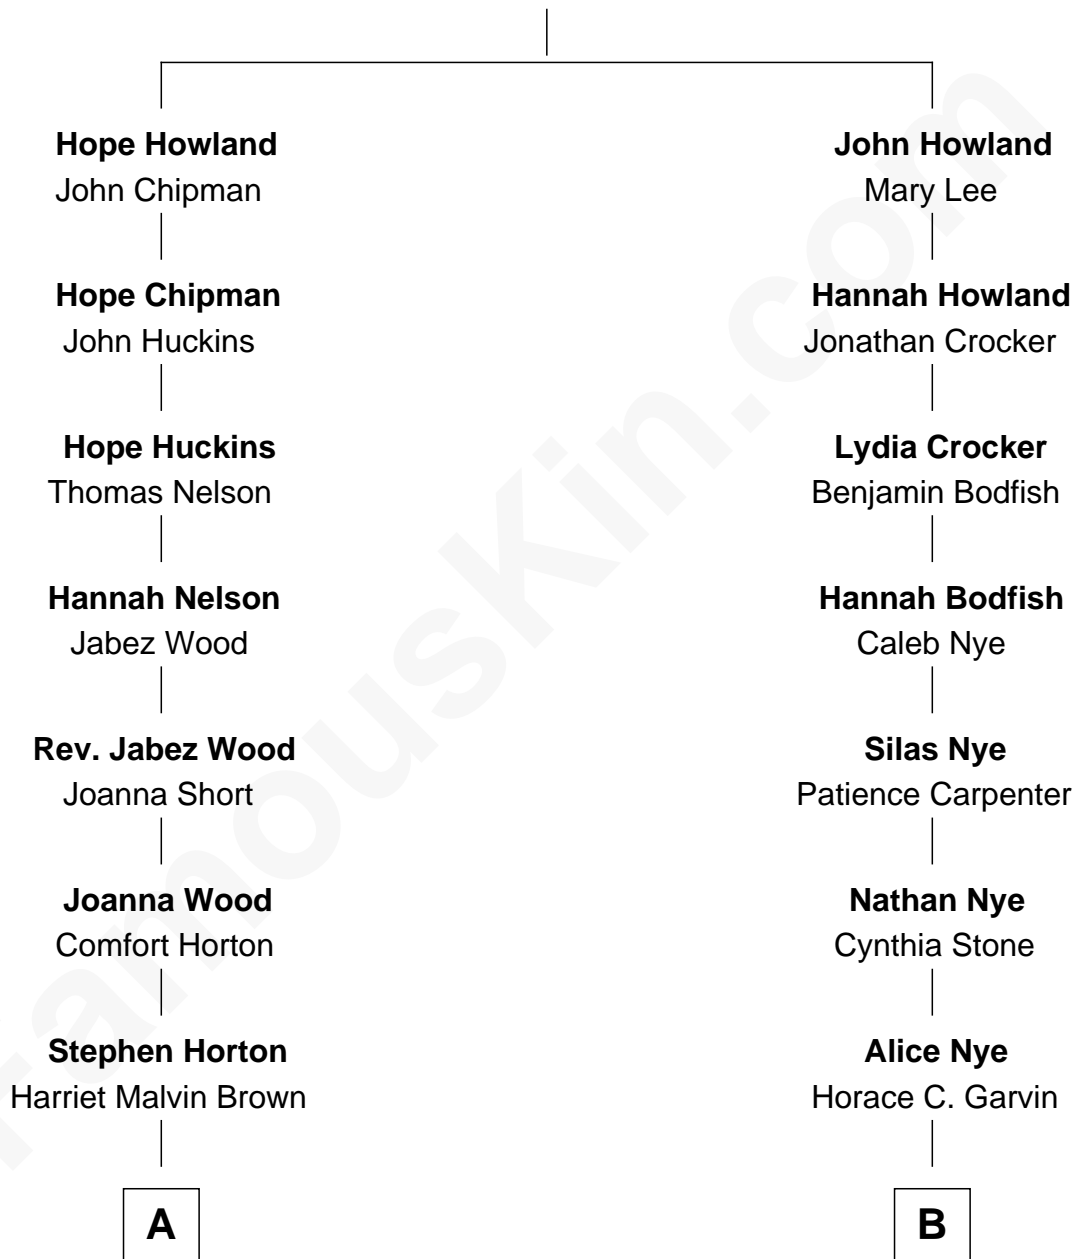 Hope Howland
John Chipman
Hope Chipman
John Huckins
Hope Huckins
Thomas Nelson
Hannah Nelson
Jabez Wood
Rev. Jabez Wood
Joanna Short
Joanna Wood
Comfort Horton
Stephen Horton
Harriet Malvin Brown
A
John Howland
Mary Lee
Hannah Howland
Jonathan Crocker
Lydia Crocker
Benjamin Bodfish
Hannah Bodfish
Caleb Nye
Silas Nye
Patience Carpenter
Nathan Nye
Cynthia Stone
Alice Nye
Horace C. Garvin
B
FamousKin.com